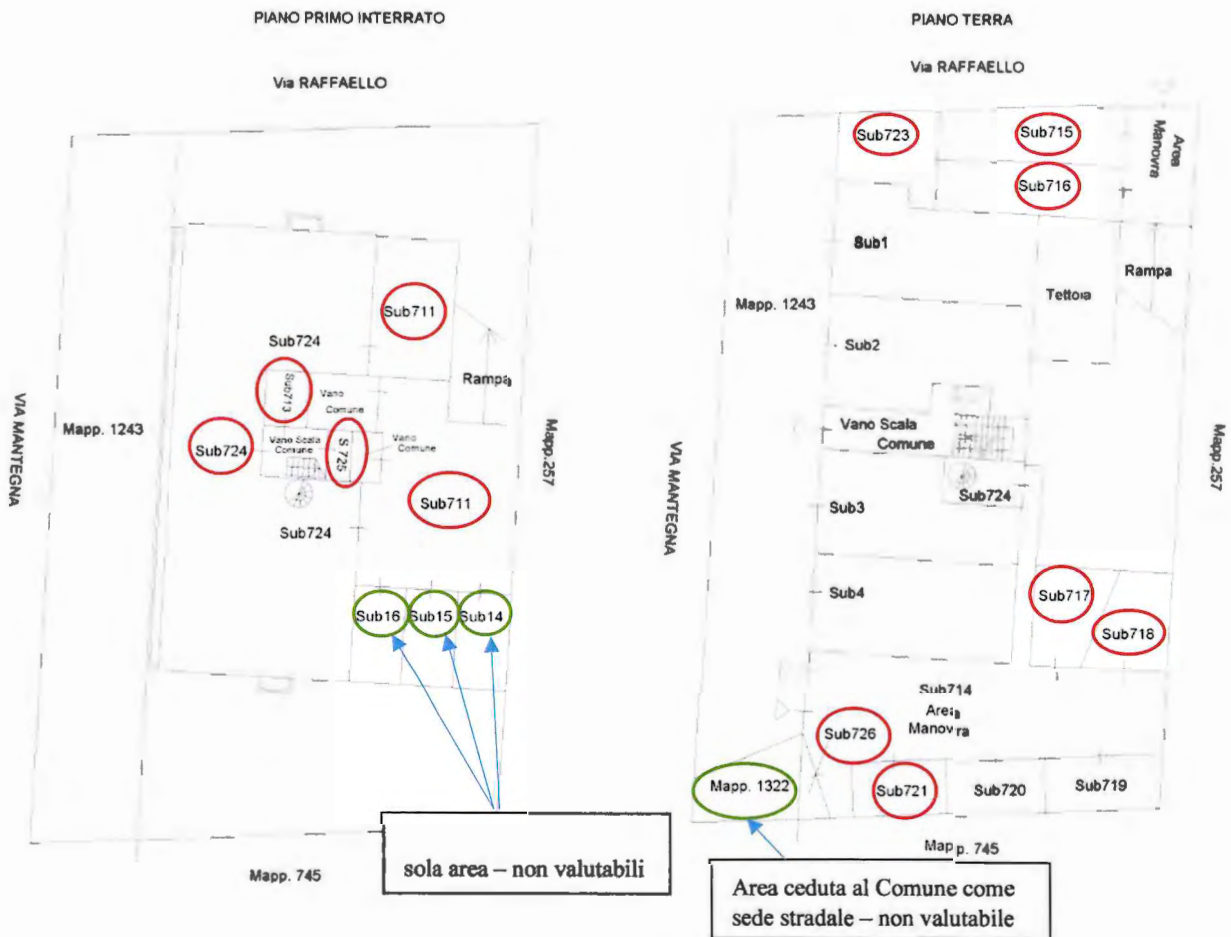 PIANO PRIMO INTERRATO
Via RAFFAELLO
Sub711
Sub724
Rampa
Sub713
Vano
Comune
Mapp. 1243
VIA MANTEGNA
Sub724
Vano Scala
Comune
S 725
Vano
Comune
Mapp.257
Sub711
Sub724
Sub16
Sub15
Sub14
Mapp. 745
sola area – non valutabili
PIANO TERRA
Via RAFFAELLO
Sub723
Sub715
Area
Manovra
Sub716
Sub1
Rampa
Tettoia
Mapp. 1243
Sub2
Vano Scala
Comune
Mapp.257
VIA MANTEGNA
Sub724
Sub3
Sub4
Sub717
Sub718
Sub714
Area
Manovra
Sub726
Mapp. 1322
Sub721
Sub720
Sub719
Mapp. 745
Area ceduta al Comune come
sede stradale – non valutabile